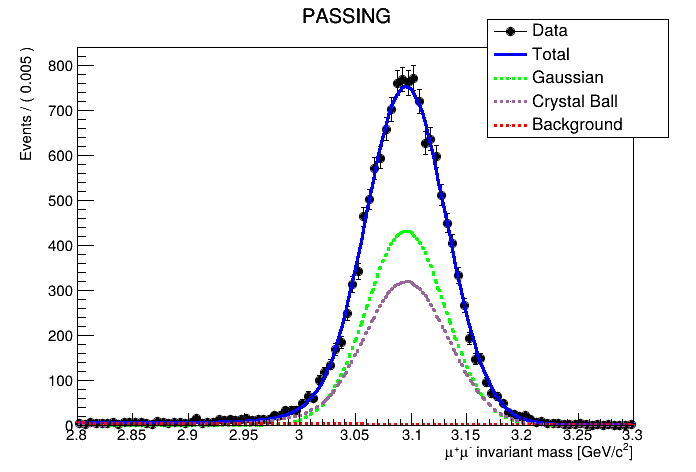 PASSING
Data
Total
Gaussian
Crystal Ball
Background
Events / ( 0.005 )
800
700
600
500
400
300
200
100
0
2.8 2.85 2.9 2.95 3 3.05 3.1 3.15 3.2 3.25 3.3
μ⁺μ⁻ invariant mass [GeV/c²]